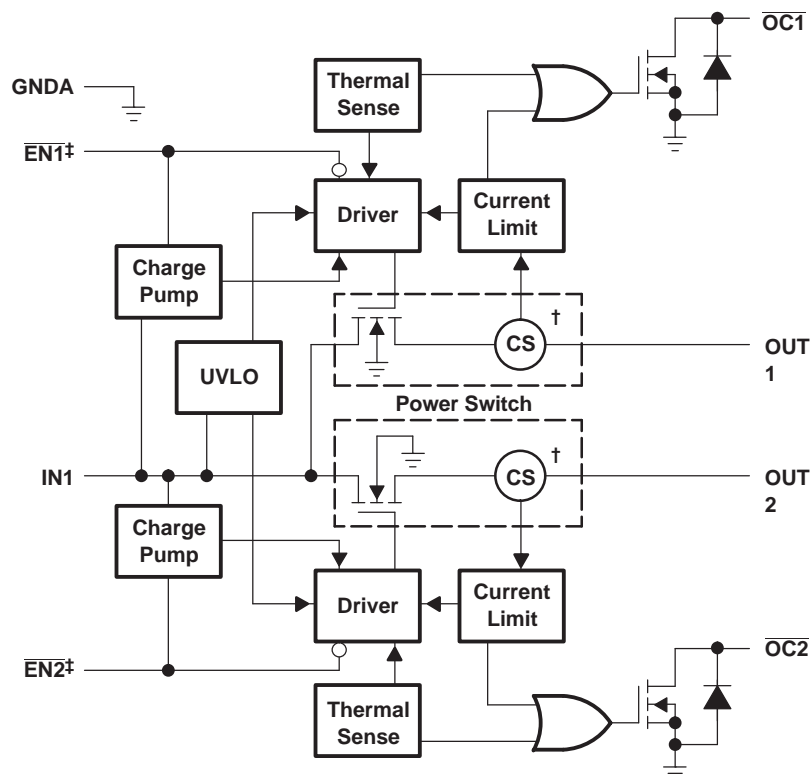 OC1
Thermal
Sense
GNDA
EN1‡
Driver
Current
Limit
Charge
Pump
†
CS
OUT
1
UVLO
Power Switch
†
IN1
CS
OUT
2
Charge
Pump
Driver
Current
Limit
EN2‡
OC2
Thermal
Sense